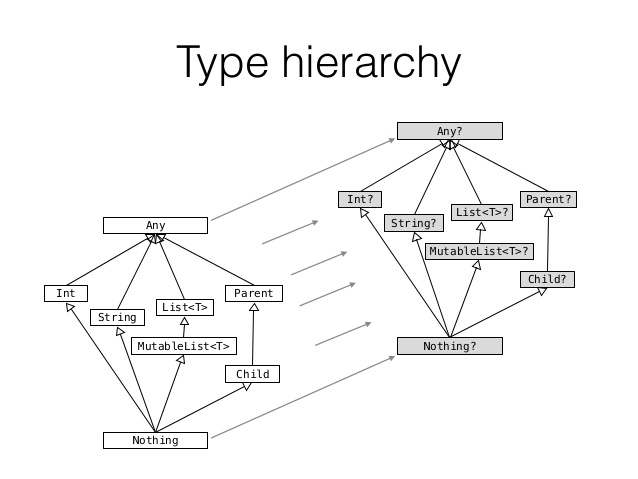 Type hierarchy
Any?
Int?
String?
List<T>?
Parent?
MutableList<T>?
Child?
Nothing?
Any
Int
String
List<T>
Parent
MutableList<T>
Child
Nothing